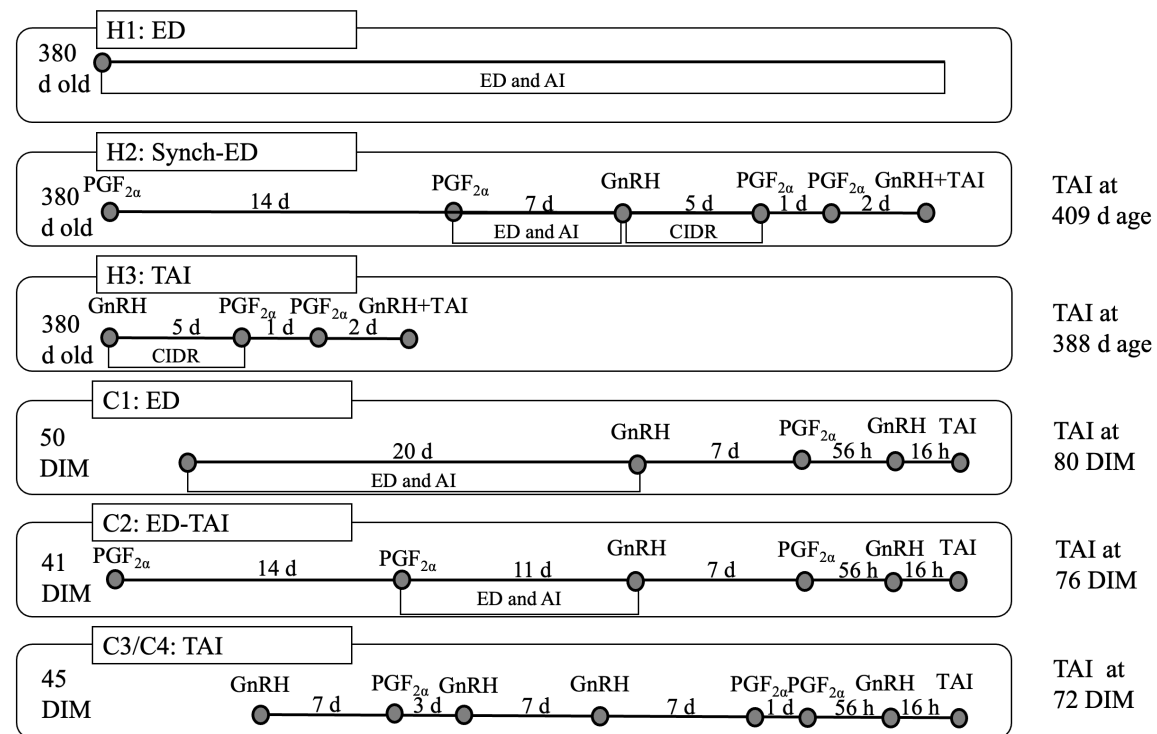 H1: ED
380
d old
ED and AI
H2: Synch-ED
PGF2α PGF2α GnRH PGF2α PGF2α GnRH+TAI
380
d old
14 d 7 d 5 d 1 d 2 d
ED and AI CIDR
TAI at
409 d age
H3: TAI
GnRH PGF2α PGF2α GnRH+TAI
380
d old
5 d 1 d 2 d
CIDR
TAI at
388 d age
C1: ED
50
DIM
GnRH PGF2α GnRH TAI
20 d 7 d 56 h 16 h
ED and AI
TAI at
80 DIM
C2: ED-TAI
41
DIM
PGF2α PGF2α GnRH PGF2α GnRH TAI
14 d 11 d 7 d 56 h 16 h
ED and AI
TAI at
76 DIM
C3/C4: TAI
45
DIM
GnRH PGF2α GnRH GnRH PGF2α PGF2α GnRH TAI
7 d 3 d 7 d 7 d 1 d 56 h 16 h
TAI at
72 DIM